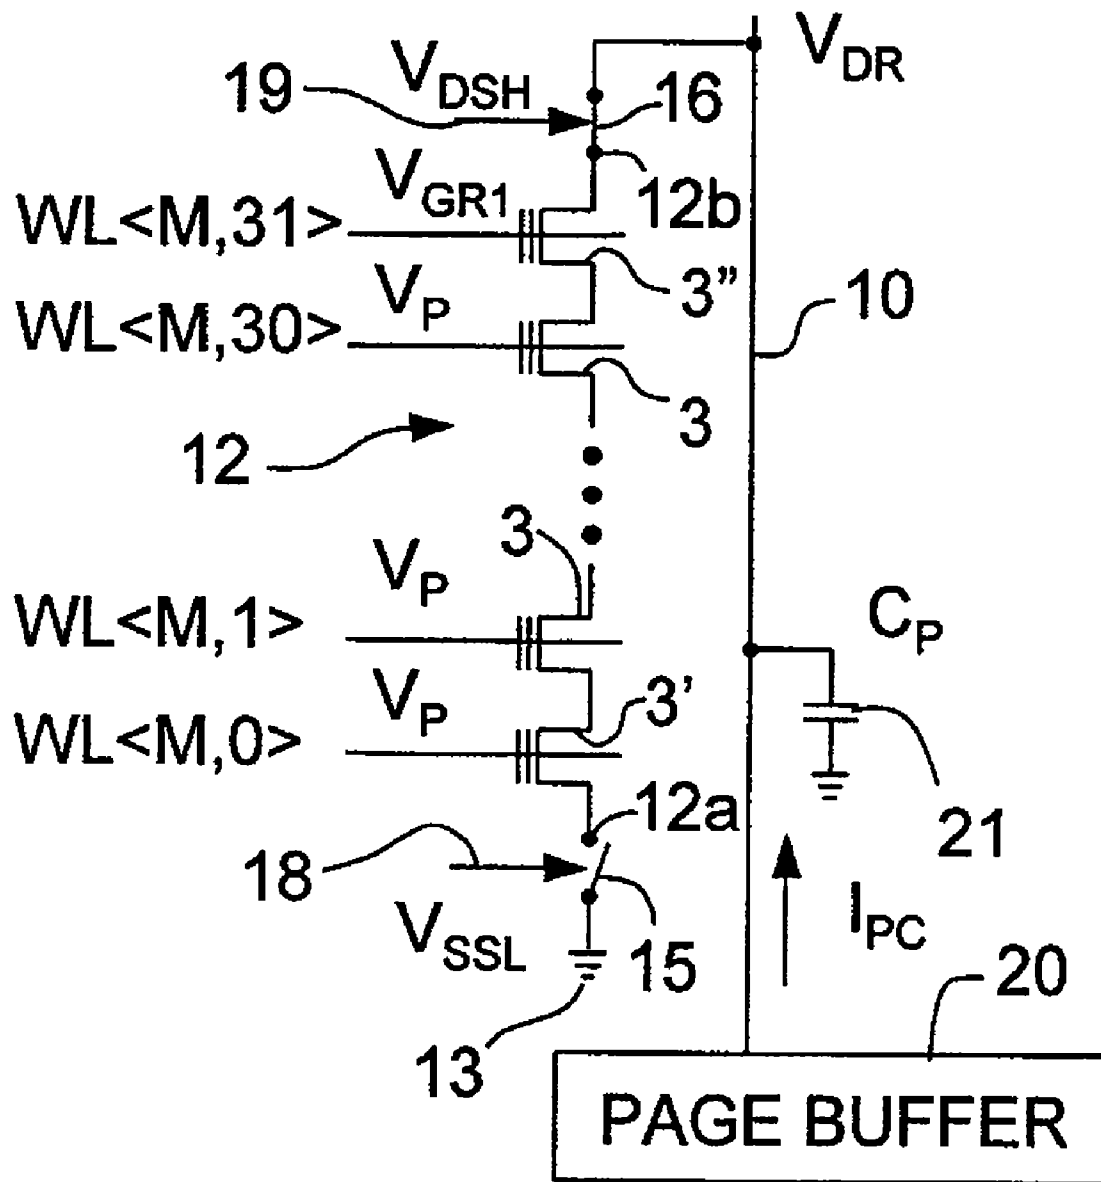 V_DR
V_DSH
19
16
V_GR1
12b
WL<M,31>
3”
10
V_P
WL<M,30>
3
12
3
V_P
WL<M,1>
C_P
V_P
3’
WL<M,0>
12a
21
18
I_PC
V_SSL
15
20
13
PAGE BUFFER